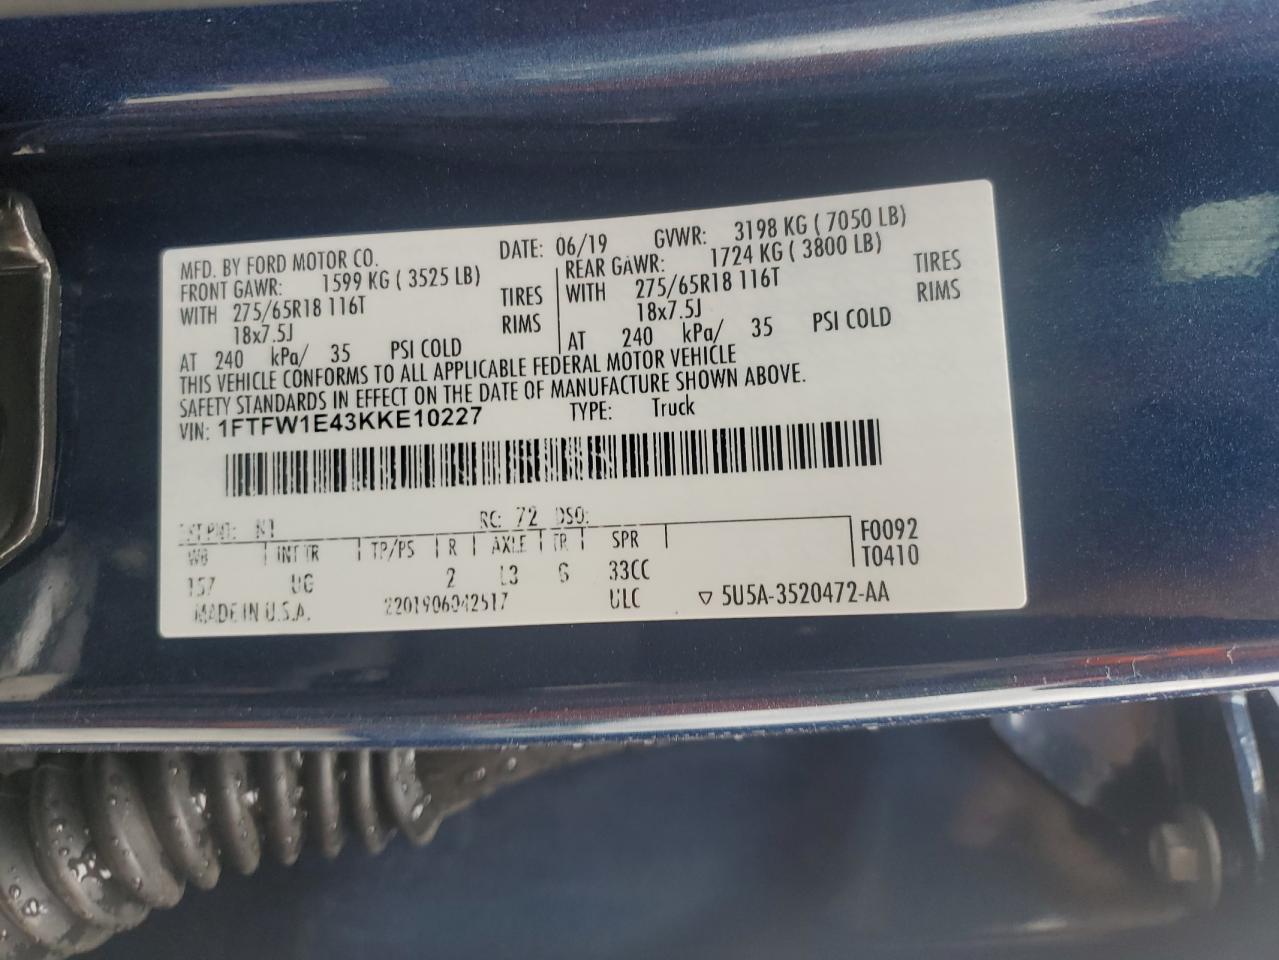 MFD. BY FORD MOTOR CO. DATE: 06/19 GVWR: 3198 KG ( 7050 LB)
FRONT GAWR: 1599 KG ( 3525 LB) REAR GAWR: 1724 KG ( 3800 LB)
WITH 275/65R18 116T TIRES WITH 275/65R18 116T TIRES
18x7.5J RIMS 18x7.5J RIMS
AT 240 kPa/ 35 PSI COLD AT 240 kPa/ 35 PSI COLD
THIS VEHICLE CONFORMS TO ALL APPLICABLE FEDERAL MOTOR VEHICLE
SAFETY STANDARDS IN EFFECT ON THE DATE OF MANUFACTURE SHOWN ABOVE.
VIN: 1FTFW1E43KKE10227 TYPE: Truck
N1 RC: 72 DSO:
WB INT TR TP/PS R AXLE TR SPR F0092
157 UG 2 L3 6 33CC T0410
MADE IN U.S.A. ULC ▽ 5U5A-3520472-AA